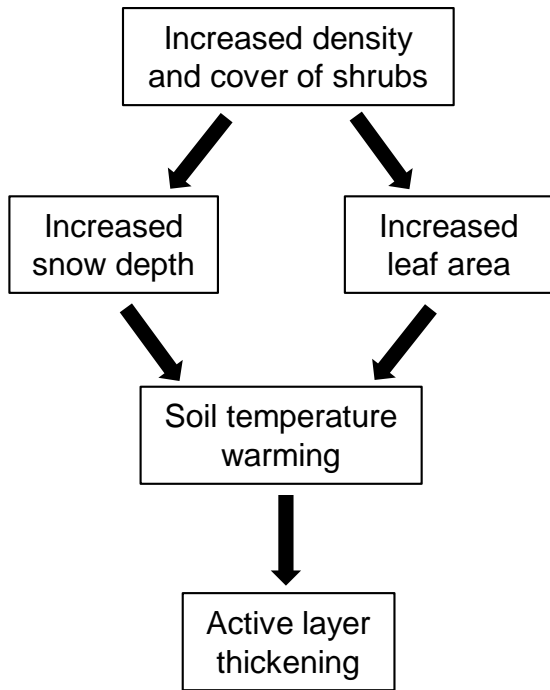 Increased density
and cover of shrubs
Increased
snow depth
Increased
leaf area
Soil temperature
warming
Active layer
thickening